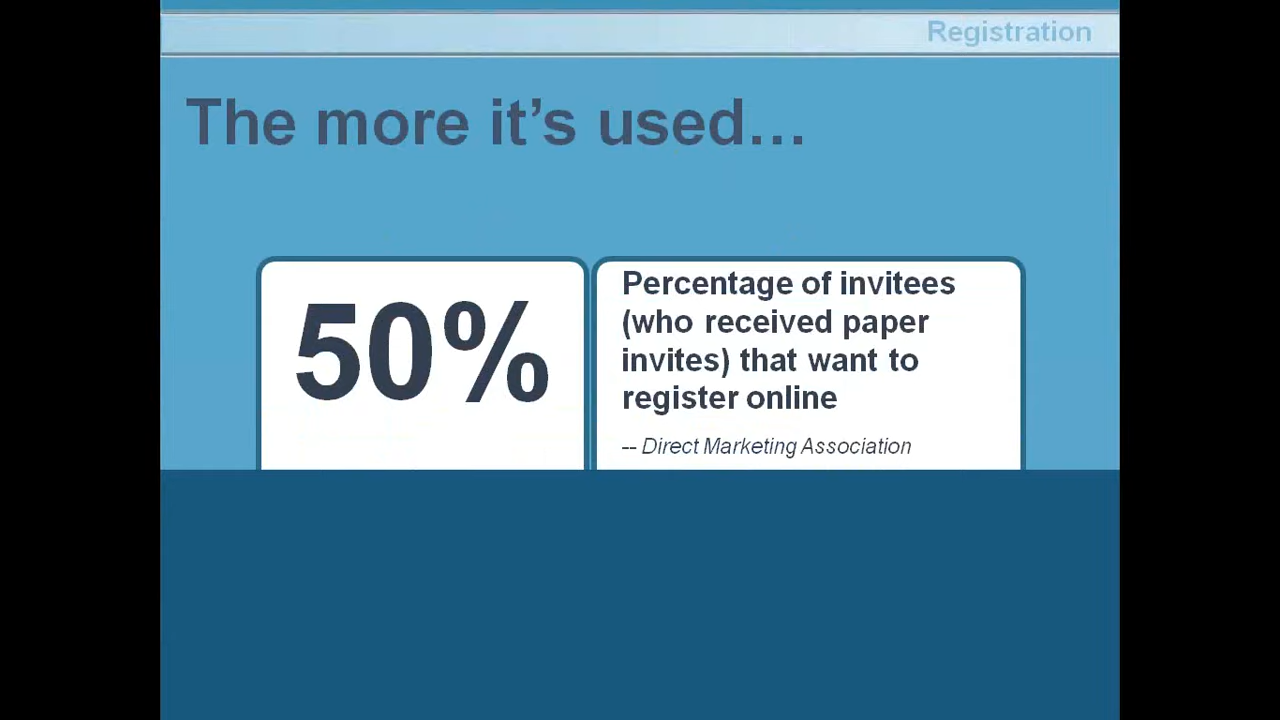 Registration
The more it’s used…
50%
Percentage of invitees
(who received paper
invites) that want to
register online
-- Direct Marketing Association